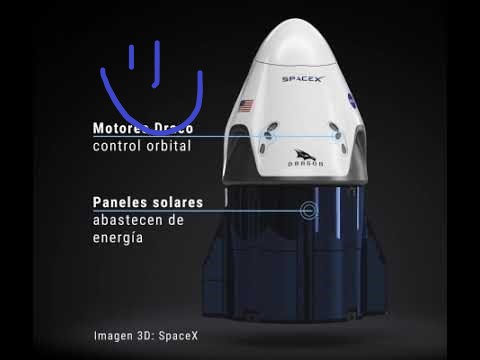 SPACEX
Motores Draco
control orbital
DRAGON
Paneles solares
abastecen de
energía
Imagen 3D: SpaceX